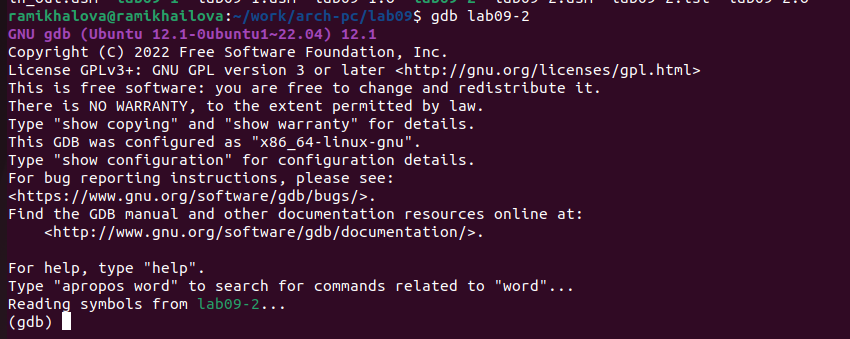 ramikhalova@ramikhailova:~/work/arch-pc/lab09$ gdb lab09-2
GNU gdb (Ubuntu 12.1-0ubuntu1~22.04) 12.1
Copyright (C) 2022 Free Software Foundation, Inc.
License GPLv3+: GNU GPL version 3 or later <http://gnu.org/licenses/gpl.html>
This is free software: you are free to change and redistribute it.
There is NO WARRANTY, to the extent permitted by law.
Type "show copying" and "show warranty" for details.
This GDB was configured as "x86_64-linux-gnu".
Type "show configuration" for configuration details.
For bug reporting instructions, please see:
<https://www.gnu.org/software/gdb/bugs/>.
Find the GDB manual and other documentation resources online at:
    <http://www.gnu.org/software/gdb/documentation/>.

For help, type "help".
Type "apropos word" to search for commands related to "word"...
Reading symbols from lab09-2...
(gdb)